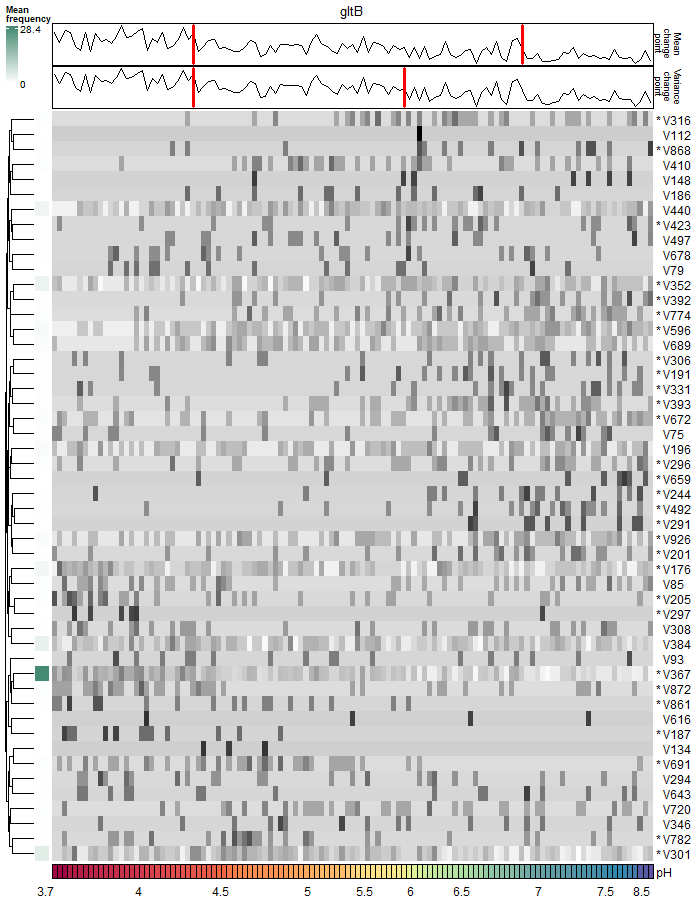 gltB
Mean
frequency
28.4
0
Mean
change
point
Variance
change
point
* V316
V112
* V868
V410
V148
V186
V440
* V423
V497
V678
V79
* V352
* V392
* V774
* V596
V689
* V306
* V191
* V331
* V393
* V672
V75
V196
* V296
* V659
* V244
* V492
* V291
* V926
* V201
* V176
V85
* V205
* V297
V308
V384
V93
* V367
* V872
* V861
V616
* V187
V134
* V691
V294
V643
V720
V346
* V782
* V301
pH
3.7 4 4.5 5 5.5 6 6.5 7 7.5 8.5